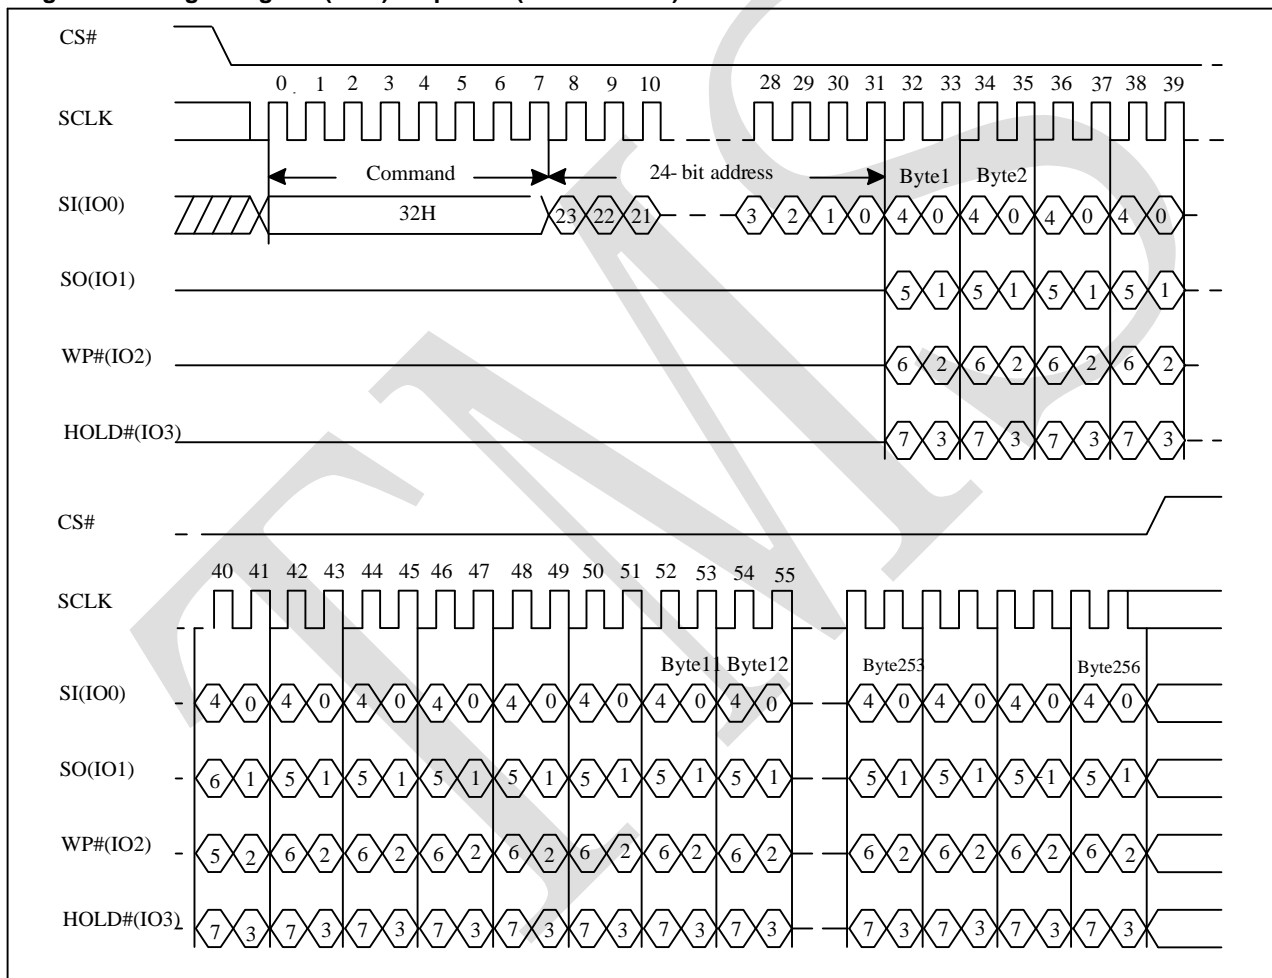 CS#
0 1 2 3 4 5 6 7 8 9 10 28 29 30 31 32 33 34 35 36 37 38 39
SCLK
Command 24- bit address Byte1 Byte2
SI(IO0) 32H 23 22 21 3 2 1 0 4 0 4 0 4 0 4 0
SO(IO1) 5 1 5 1 5 1 5 1
WP#(IO2) 6 2 6 2 6 2 6 2
HOLD#(IO3) 7 3 7 3 7 3 7 3
CS#
40 41 42 43 44 45 46 47 48 49 50 51 52 53 54 55
SCLK
Byte11 Byte12 Byte253 Byte256
SI(IO0) 4 0 4 0 4 0 4 0 4 0 4 0 4 0 4 0 4 0 4 0 4 0 4 0
SO(IO1) 6 1 5 1 5 1 5 1 5 1 5 1 5 1 5 1 5 1 5 1 5 1 5 1
WP#(IO2) 5 2 6 2 6 2 6 2 6 2 6 2 6 2 6 2 6 2 6 2 6 2 6 2
HOLD#(IO3) 7 3 7 3 7 3 7 3 7 3 7 3 7 3 7 3 7 3 7 3 7 3 7 3
TMS